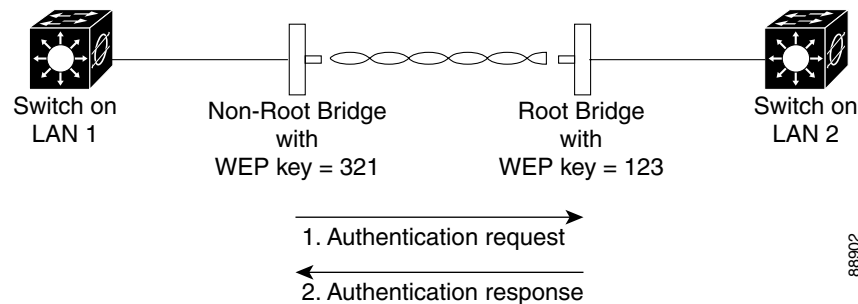 Switch on
LAN 1
Non-Root Bridge
with
WEP key = 321
Root Bridge
with
WEP key = 123
Switch on
LAN 2
1. Authentication request
2. Authentication response
88902